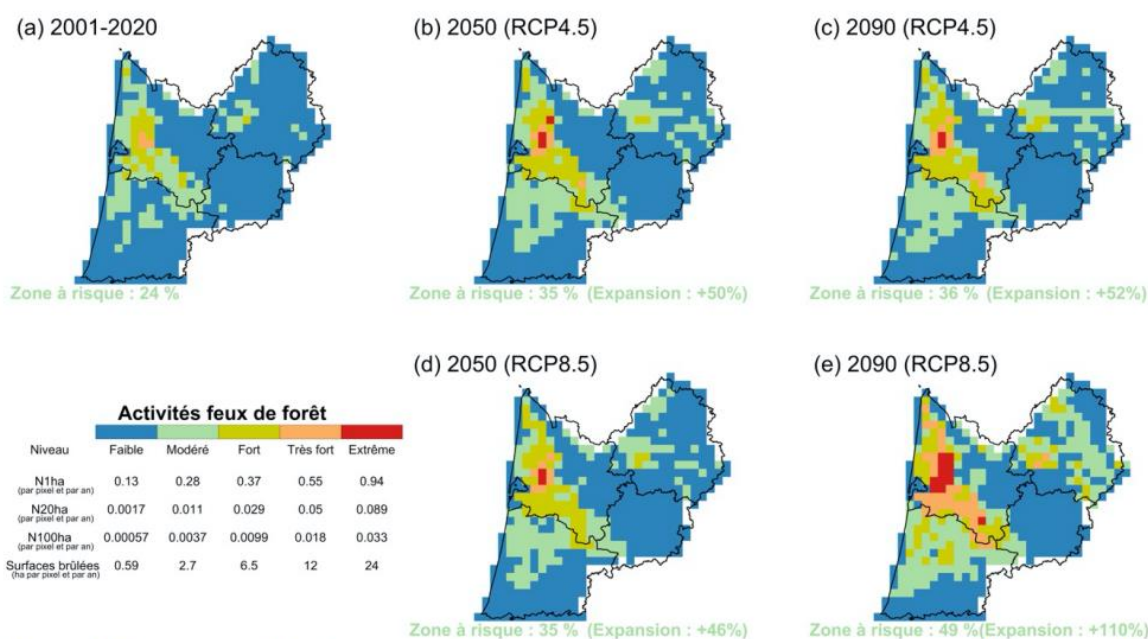 (a) 2001-2020
(b) 2050 (RCP4.5)
(c) 2090 (RCP4.5)
Zone à risque : 24 %
Zone à risque : 35 % (Expansion : +50%)
Zone à risque : 36 % (Expansion : +52%)
(d) 2050 (RCP8.5)
(e) 2090 (RCP8.5)
Activités feux de forêt
Niveau Faible Modéré Fort Très fort Extrême
N1ha 0.13 0.28 0.37 0.55 0.94
(par pixel et par an)
N20ha 0.0017 0.011 0.029 0.05 0.089
(par pixel et par an)
N100ha 0.00057 0.0037 0.0099 0.018 0.033
(par pixel et par an)
Surfaces brûlées 0.59 2.7 6.5 12 24
(ha par pixel et par an)
Zone à risque : 35 % (Expansion : +46%)
Zone à risque : 49 % (Expansion : +110%